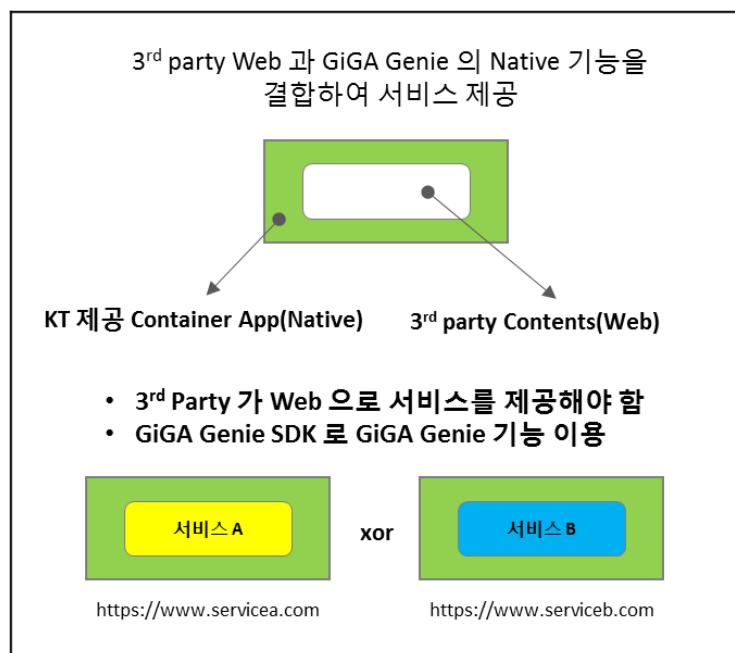 3rd party Web 과 GiGA Genie 의 Native 기능을
결합하여 서비스 제공
KT 제공 Container App(Native)
3rd party Contents(Web)
• 3rd Party 가 Web 으로 서비스를 제공해야 함
• GiGA Genie SDK 로 GiGA Genie 기능 이용
서비스 A
xor
서비스 B
https://www.servicea.com
https://www.serviceb.com